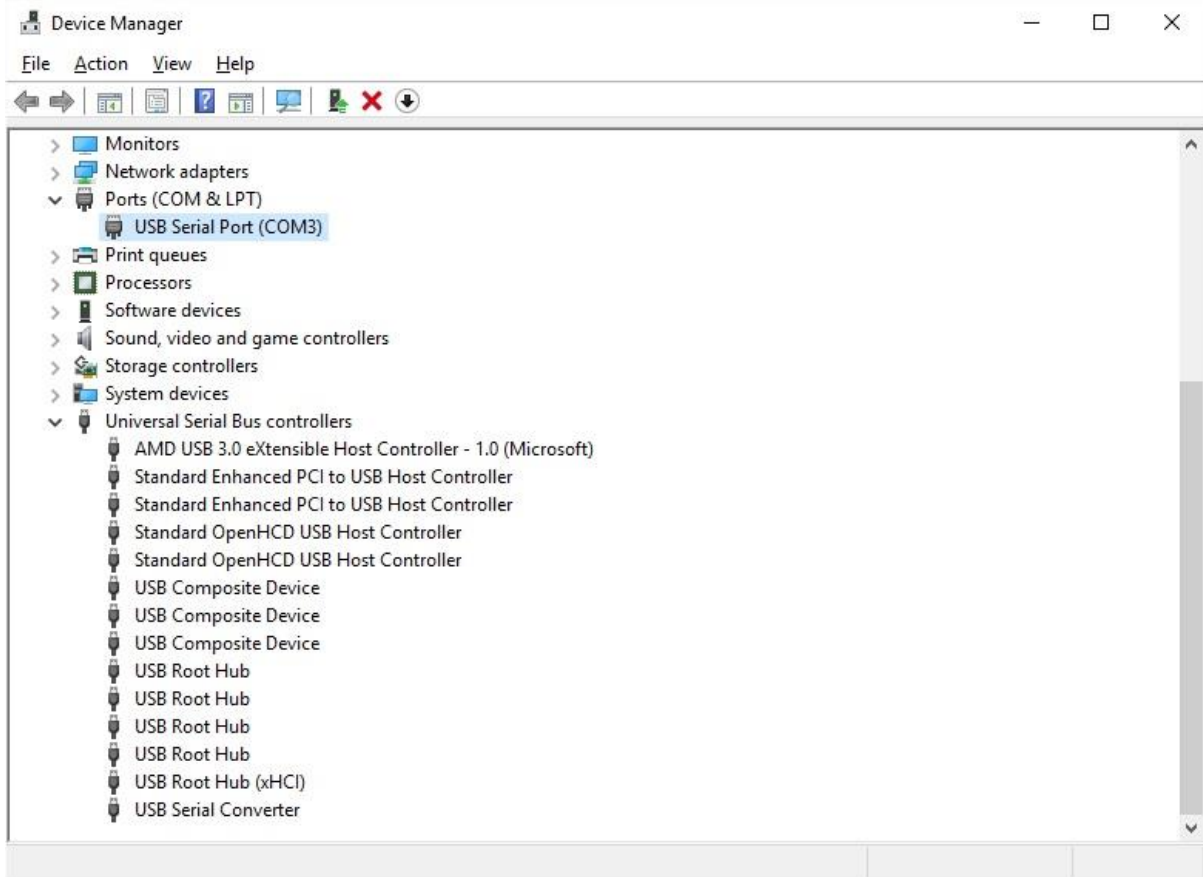 Device Manager
File Action View Help
Monitors
Network adapters
Ports (COM & LPT)
USB Serial Port (COM3)
Print queues
Processors
Software devices
Sound, video and game controllers
Storage controllers
System devices
Universal Serial Bus controllers
AMD USB 3.0 eXtensible Host Controller - 1.0 (Microsoft)
Standard Enhanced PCI to USB Host Controller
Standard Enhanced PCI to USB Host Controller
Standard OpenHCD USB Host Controller
Standard OpenHCD USB Host Controller
USB Composite Device
USB Composite Device
USB Composite Device
USB Root Hub
USB Root Hub
USB Root Hub
USB Root Hub
USB Root Hub (xHCI)
USB Serial Converter